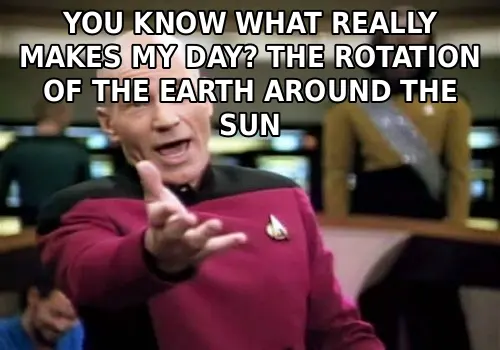 YOU KNOW WHAT REALLY
MAKES MY DAY? THE ROTATION
OF THE EARTH AROUND THE
SUN